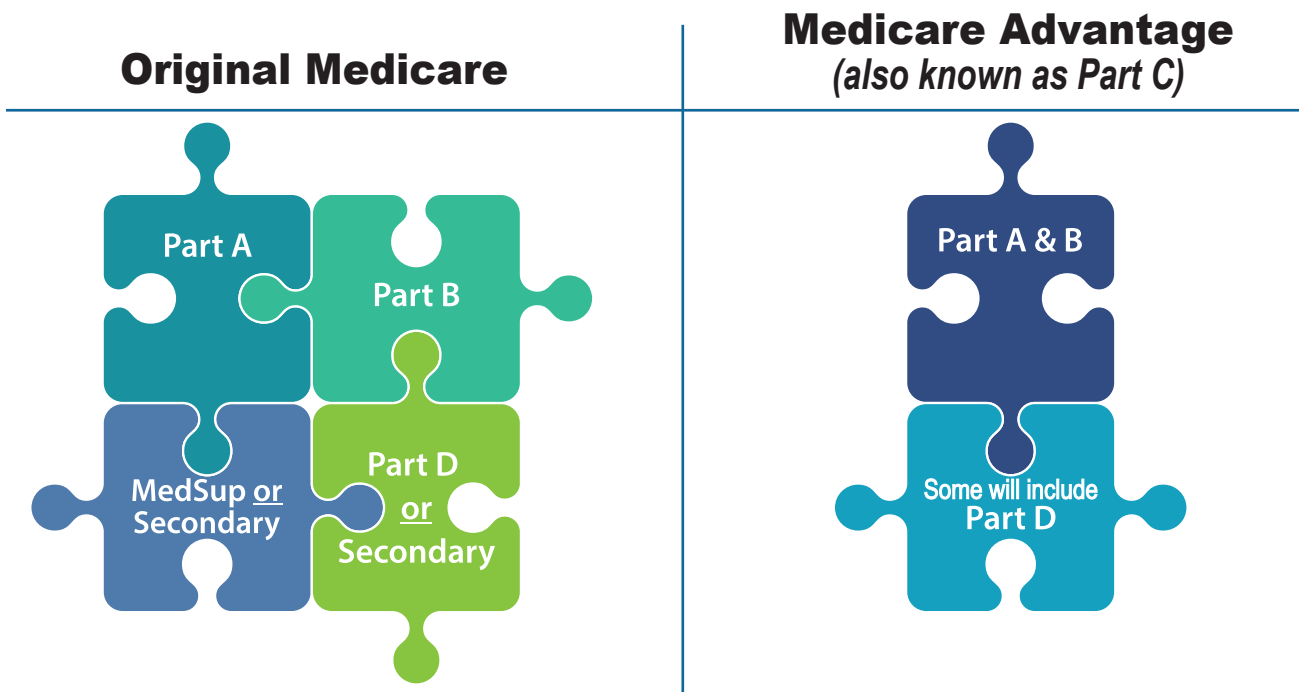 Original Medicare
Medicare Advantage
(also known as Part C)
Part A
Part B
MedSup or
Secondary
Part D
or
Secondary
Part A & B
Some will include
Part D